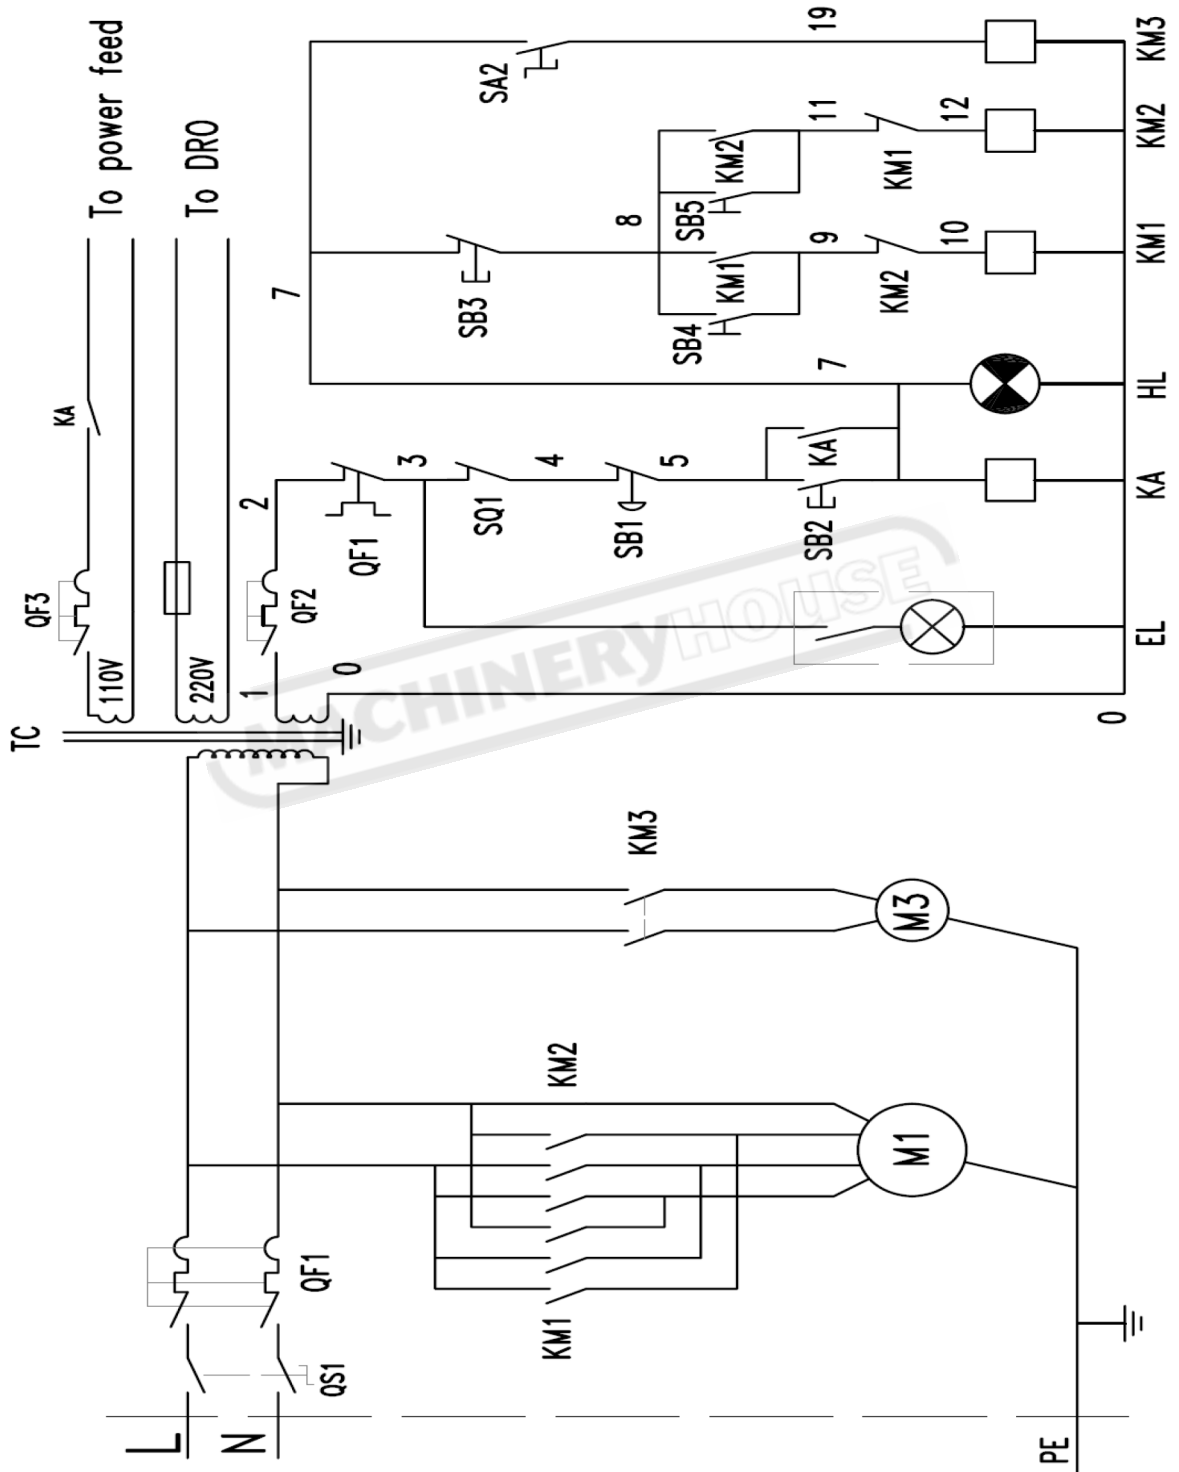 L
N
PE
QS1
QF1
KM1
KM2
M1
KM3
M3
TC
110V
220V
1
0
0
QF3
QF2
2
KA
To power feed
To DRO
QF1
3
SQ1
4
SB1
5
SB2
KA
7
7
SB3
8
SB4
KM1
SB5
KM2
9
11
KM2
KM1
10
12
SA2
19
EL
KA
HL
KM1
KM2
KM3
MACHINERYHOUSE